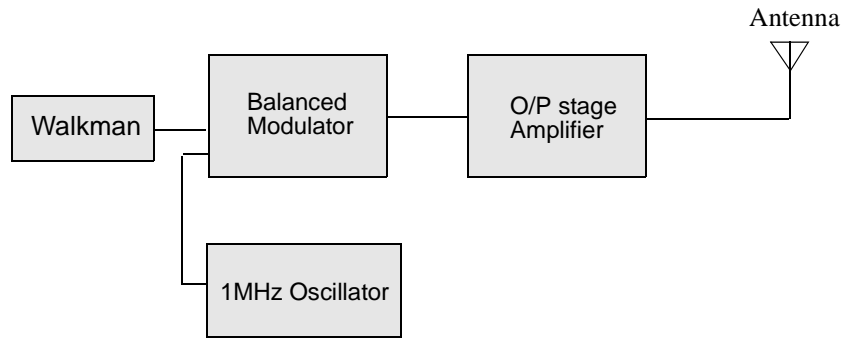 Antenna
Walkman
Balanced
Modulator
O/P stage
Amplifier
1MHz Oscillator